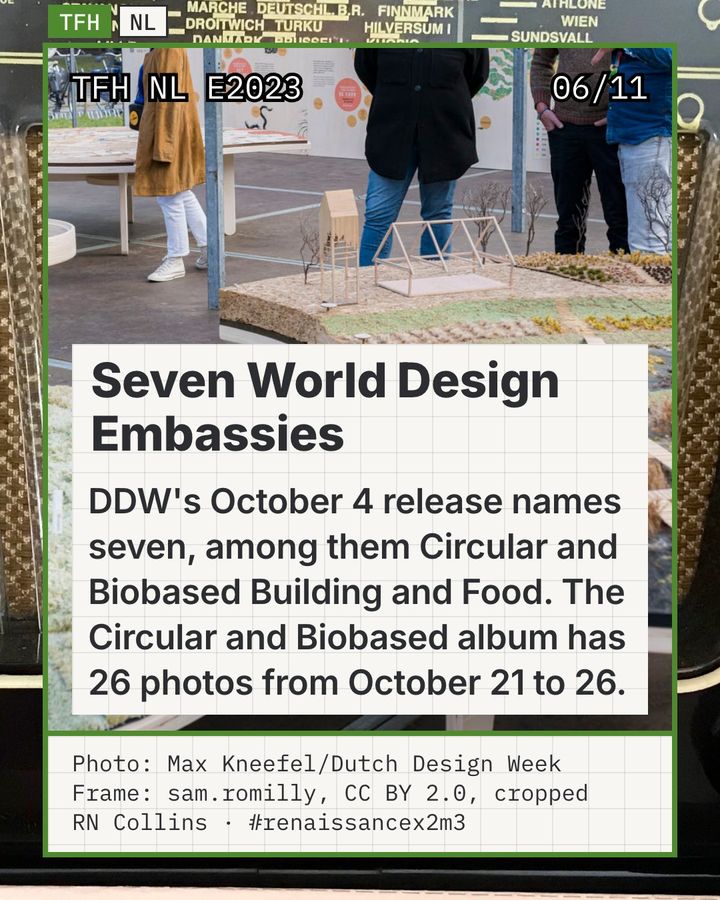 MARCHE DEUTSCHL.B.R. FINNMARK ATHLONE
DROITWICH TURKU HILVERSUM I WIEN
DANMARK BRUSSEL SUNDSVALL
TFH NL
TFH NL E2023 06/11
Seven World Design
Embassies
DDW's October 4 release names
seven, among them Circular and
Biobased Building and Food. The
Circular and Biobased album has
26 photos from October 21 to 26.
Photo: Max Kneefel/Dutch Design Week
Frame: sam.romilly, CC BY 2.0, cropped
RN Collins · #renaissancex2m3